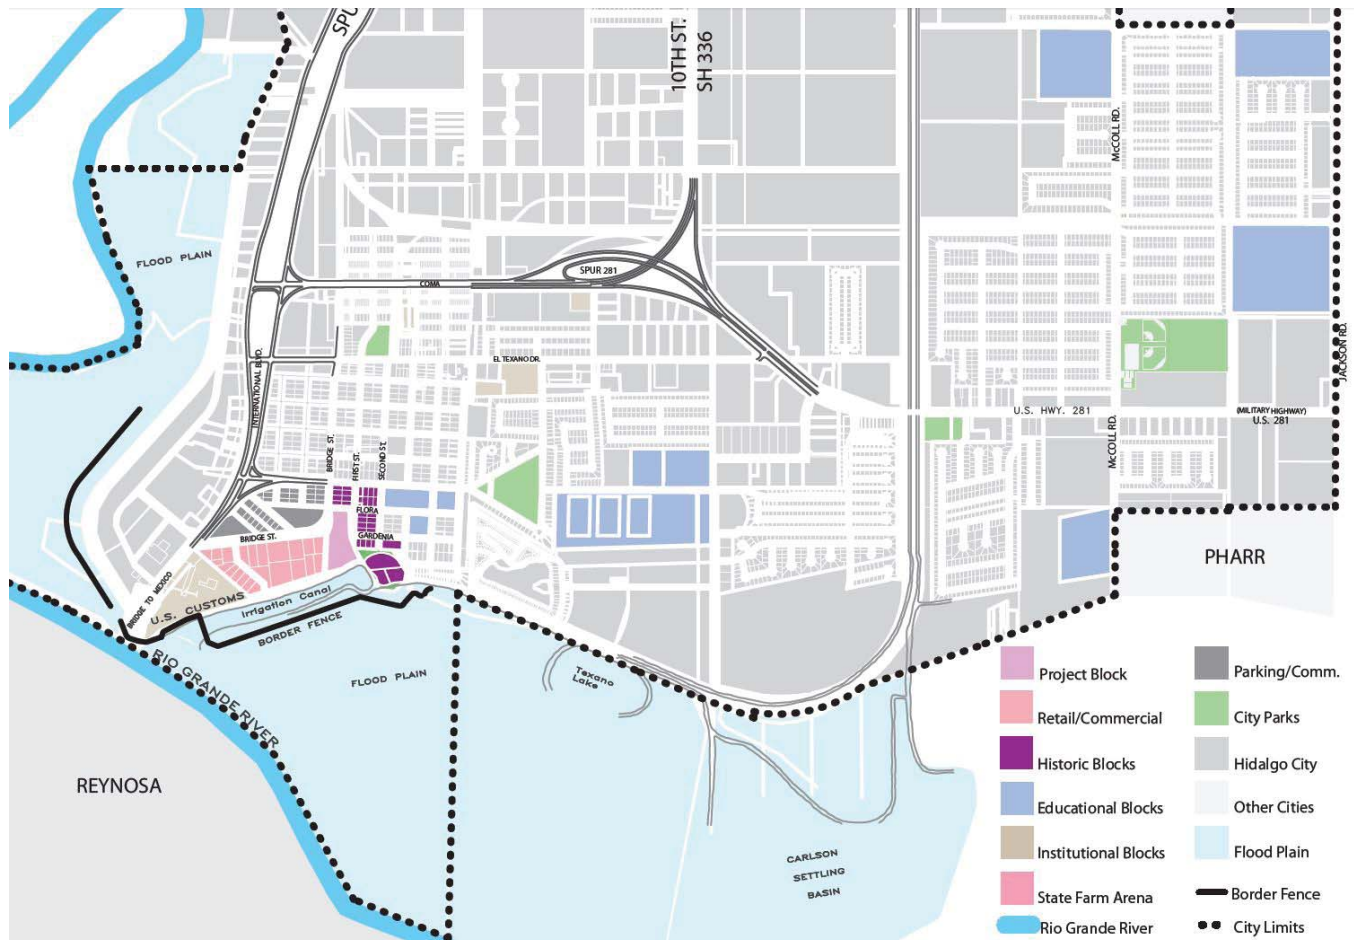 SPU
10TH ST.
SH 336
McCOLL RD.
FLOOD PLAIN
SPUR 281
COMA
INTERNATIONAL BLVD.
EL TEXANO DR.
JACKSON RD.
U.S. HWY. 281
(MILITARY HIGHWAY)
U.S. 281
McCOLL RD.
BRIDGE ST.
FIRST ST.
SECOND ST.
FLORA
GARDENIA
BRIDGE ST.
PHARR
BRIDGE TO MEXICO
U.S. CUSTOMS
Irrigation Canal
BORDER FENCE
RIO GRANDE RIVER
FLOOD PLAIN
Texano
Lake
REYNOSA
CARLSON
SETTLING
BASIN
Project Block
Retail/Commercial
Historic Blocks
Educational Blocks
Institutional Blocks
State Farm Arena
Rio Grande River
Parking/Comm.
City Parks
Hidalgo City
Other Cities
Flood Plain
Border Fence
City Limits